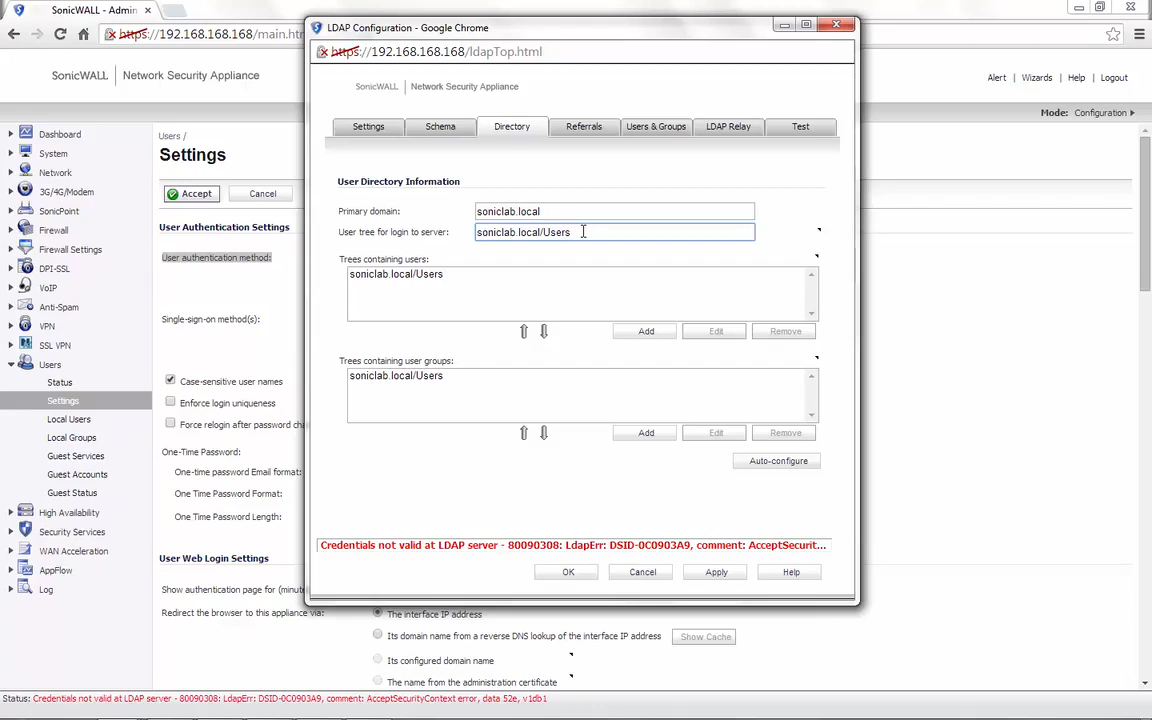 SonicWALL - Admin
LDAP Configuration - Google Chrome
https://192.168.168.168/main.htm
https://192.168.168.168/ldapTop.html
SonicWALL
Network Security Appliance
Alert
Wizards
Help
Logout
SonicWALL
Network Security Appliance
Mode:
Configuration
Settings
Schema
Directory
Referrals
Users & Groups
LDAP Relay
Test
Dashboard
System
Network
3G/4G/Modem
SonicPoint
Firewall
Firewall Settings
DPI-SSL
VoIP
Anti-Spam
VPN
SSL VPN
Users
Status
Settings
Local Users
Local Groups
Guest Services
Guest Accounts
Guest Status
High Availability
Security Services
WAN Acceleration
AppFlow
Log
Users /
Settings
Accept
Cancel
User Authentication Settings
User authentication method:
Single-sign-on method(s):
Case-sensitive user names
Enforce login uniqueness
Force relogin after password cha
One-Time Password:
One-time password Email format:
One Time Password Format:
One Time Password Length:
User Web Login Settings
Show authentication page for (minute
Redirect the browser to this appliance via:
The interface IP address
Its domain name from a reverse DNS lookup of the interface IP address
Show Cache
Its configured domain name
The name from the administration certificate
User Directory Information
Primary domain:
soniclab.local
User tree for login to server:
soniclab.local/Users
Trees containing users:
soniclab.local/Users
Add
Edit
Remove
Trees containing user groups:
soniclab.local/Users
Add
Edit
Remove
Auto-configure
Credentials not valid at LDAP server - 80090308: LdapErr: DSID-0C0903A9, comment: AcceptSecurit...
OK
Cancel
Apply
Help
Status: Credentials not valid at LDAP server - 80090308: LdapErr: DSID-0C0903A9, comment: AcceptSecurityContext error, data 52e, v1db1